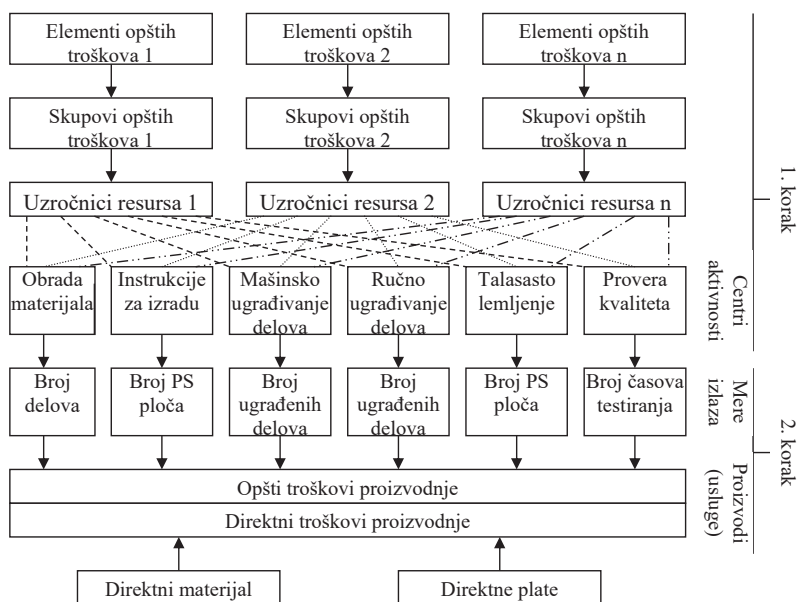 Elementi opštih
troškova 1
Elementi opštih
troškova 2
Elementi opštih
troškova n
Skupovi opštih
troškova 1
Skupovi opštih
troškova 2
Skupovi opštih
troškova n
Uzročnici resursa 1
Uzročnici resursa 2
Uzročnici resursa n
1. korak
Obrada
materijala
Instrukcije
za izradu
Mašinsko
ugrađivanje
delova
Ručno
ugrađivanje
delova
Talasasto
lemljenje
Provera
kvaliteta
Centri
aktivnosti
Broj
delova
Broj PS
ploča
Broj
ugrađenih
delova
Broj
ugrađenih
delova
Broj PS
ploča
Broj časova
testiranja
Mere
izlaza
2. korak
Opšti troškovi proizvodnje
Direktni troškovi proizvodnje
Proizvodi
(usluge)
Direktni materijal
Direktne plate